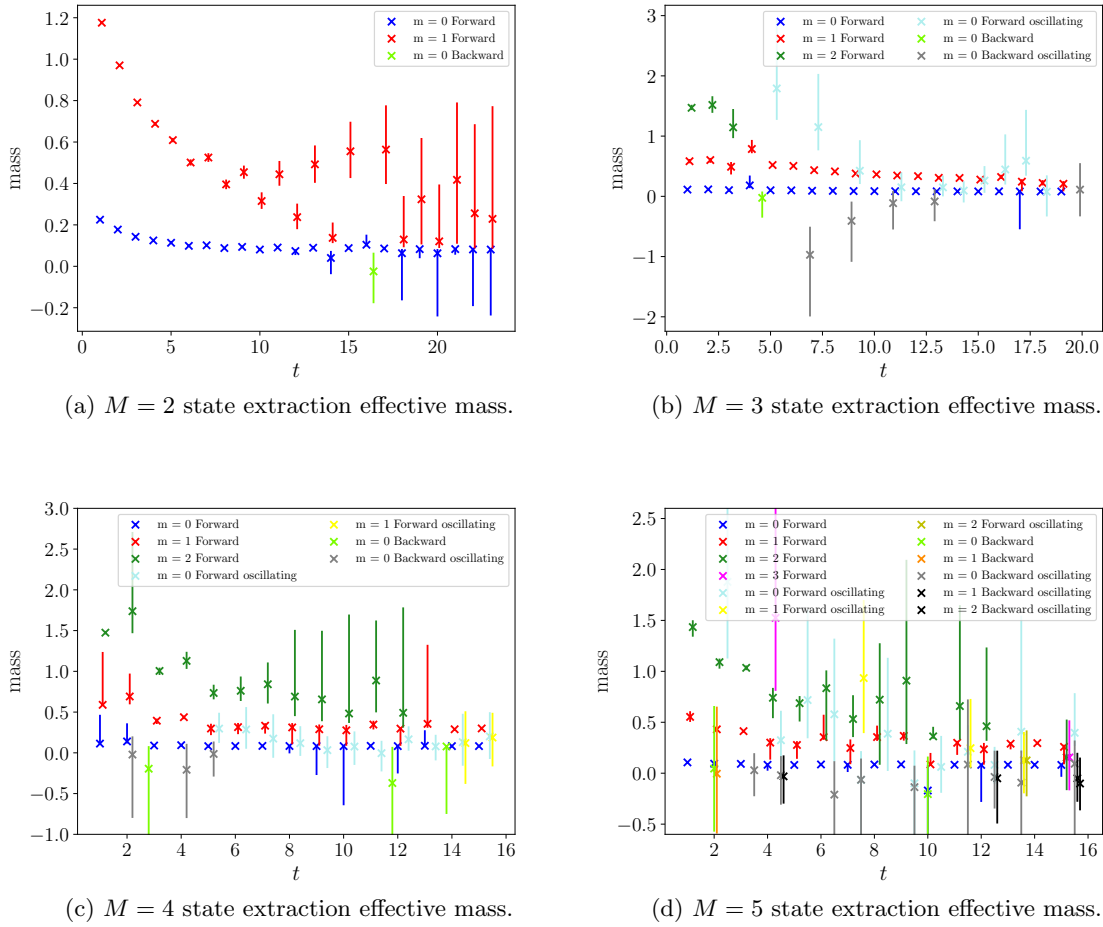 m = 0 Forward
m = 1 Forward
m = 0 Backward
mass
1.2
1.0
0.8
0.6
0.4
0.2
0.0
−0.2
0 5 10 15 20
t
(a) M = 2 state extraction effective mass.
m = 0 Forward
m = 1 Forward
m = 2 Forward
m = 0 Forward oscillating
m = 0 Backward
m = 0 Backward oscillating
mass
3
2
1
0
−1
−2
0.0 2.5 5.0 7.5 10.0 12.5 15.0 17.5 20.0
t
(b) M = 3 state extraction effective mass.
m = 0 Forward
m = 1 Forward
m = 2 Forward
m = 0 Forward oscillating
m = 1 Forward oscillating
m = 0 Backward
m = 0 Backward oscillating
mass
3.0
2.5
2.0
1.5
1.0
0.5
0.0
−0.5
−1.0
2 4 6 8 10 12 14 16
t
(c) M = 4 state extraction effective mass.
m = 0 Forward
m = 1 Forward
m = 2 Forward
m = 3 Forward
m = 0 Forward oscillating
m = 1 Forward oscillating
m = 2 Forward oscillating
m = 0 Backward
m = 1 Backward
m = 0 Backward oscillating
m = 1 Backward oscillating
m = 2 Backward oscillating
mass
2.5
2.0
1.5
1.0
0.5
0.0
−0.5
2 4 6 8 10 12 14 16
t
(d) M = 5 state extraction effective mass.